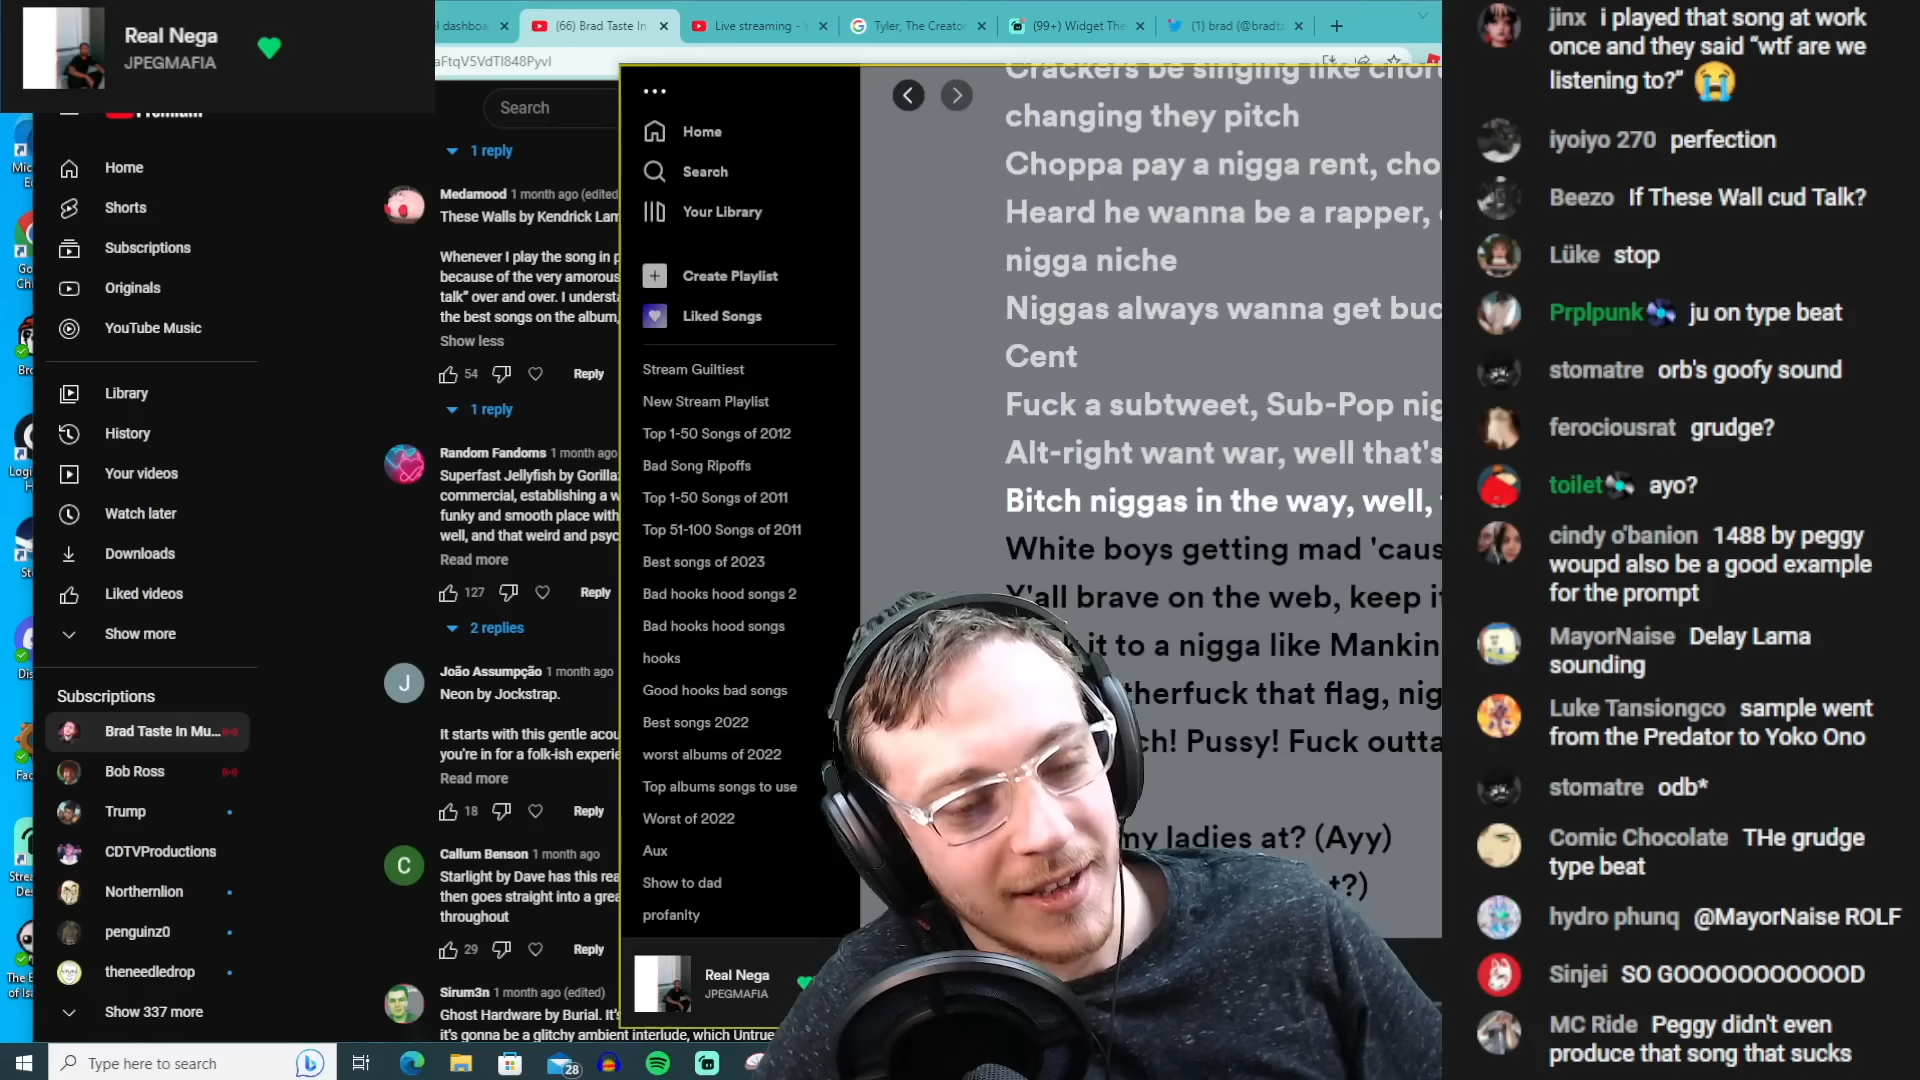 Real Nega
JPEGMAFIA
(66) Brad Taste In
Live streaming -
Tyler, The Creator
(99+) Widget The
(1) brad (@bradta
aFtqV5VdTI848Pyvl
Premium
Search
Home
Shorts
Subscriptions
Originals
YouTube Music
Library
History
Your videos
Watch later
Downloads
Liked videos
Show more
Subscriptions
Brad Taste In Mu...
Bob Ross
Trump
CDTVProductions
Northernlion
penguinz0
theneedledrop
Show 337 more
1 reply
Medamood 1 month ago (edited
These Walls by Kendrick Lam
Whenever I play the song in p
because of the very amorous
talk” over and over. I understa
the best songs on the album,
Show less
54 Reply
1 reply
Random Fandoms 1 month ago
Superfast Jellyfish by Gorilla
commercial, establishing a w
funky and smooth place with
well, and that weird and psyc
Read more
127 Reply
2 replies
J
João Assumpção 1 month ago
Neon by Jockstrap.
It starts with this gentle acou
you're in for a folk-ish experie
Read more
18 Reply
C
Callum Benson 1 month ago
Starlight by Dave has this rea
then goes straight into a grea
throughout
29 Reply
Sirum3n 1 month ago (edited)
Ghost Hardware by Burial. It's
it's gonna be a glitchy ambient interlude, which Untrue
Home
Search
Your Library
Create Playlist
Liked Songs
Stream Guiltiest
New Stream Playlist
Top 1-50 Songs of 2012
Bad Song Ripoffs
Top 1-50 Songs of 2011
Top 51-100 Songs of 2011
Best songs of 2023
Bad hooks hood songs 2
Bad hooks hood songs
hooks
Good hooks bad songs
Best songs 2022
worst albums of 2022
Top albums songs to use
Worst of 2022
Aux
Show to dad
profanity
Real Nega
JPEGMAFIA
Crackers be singing like
changing they pitch
Choppa pay a nigga rent, cho
Heard he wanna be a rapper,
nigga niche
Niggas always wanna get buc
Cent
Fuck a subtweet, Sub-Pop nig
Alt-right want war, well that's
Bitch niggas in the way, well,
White boys getting mad 'caus
Y'all brave on the web, keep it
it to a nigga like Mankin
therfuck that flag, nig
ch! Pussy! Fuck outta
my ladies at? (Ayy)
t?)
jinx i played that song at work
once and they said “wtf are we
listening to?” 😭
iyoiyo 270 perfection
Beezo If These Wall cud Talk?
Lüke stop
Prplpunk ju on type beat
stomatre orb's goofy sound
ferociousrat grudge?
toilet ayo?
cindy o'banion 1488 by peggy
woupd also be a good example
for the prompt
MayorNaise Delay Lama
sounding
Luke Tansiongco sample went
from the Predator to Yoko Ono
stomatre odb*
Comic Chocolate THe grudge
type beat
hydro phunq @MayorNaise ROLF
Sinjei SO GOOOOOOOOOOD
MC Ride Peggy didn't even
produce that song that sucks
Type here to search
28